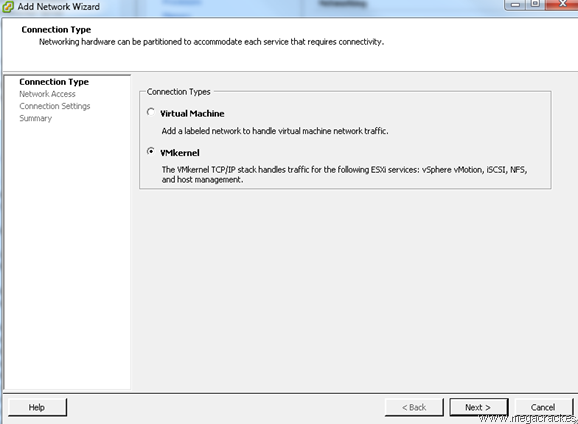 Add Network Wizard
Connection Type
Networking hardware can be partitioned to accommodate each service that requires connectivity.
Connection Type
Network Access
Connection Settings
Summary
Connection Types
Virtual Machine
Add a labeled network to handle virtual machine network traffic.
VMkernel
The VMkernel TCP/IP stack handles traffic for the following ESXi services: vSphere vMotion, iSCSI, NFS,
and host management.
Help
< Back
Next >
Cancel
www.megacrack.es